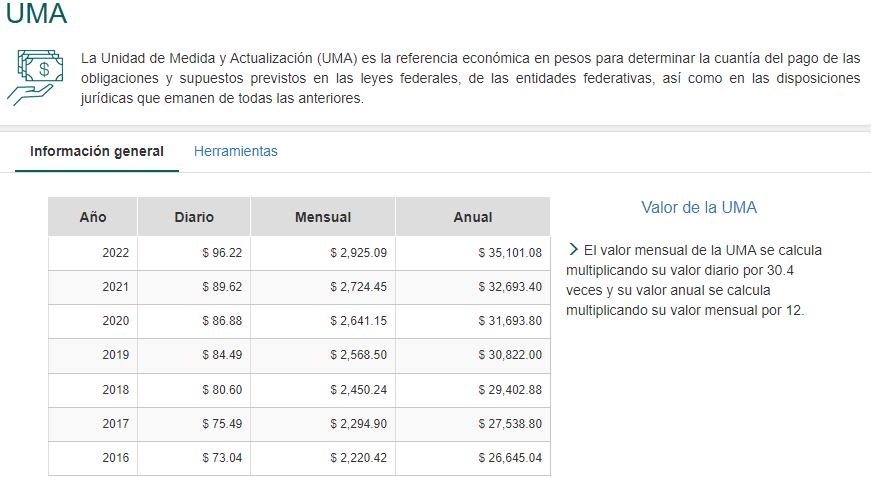 UMA
La Unidad de Medida y Actualización (UMA) es la referencia económica en pesos para determinar la cuantía del pago de las
obligaciones y supuestos previstos en las leyes federales, de las entidades federativas, así como en las disposiciones
jurídicas que emanen de todas las anteriores.
$
Información general Herramientas
Año Diario Mensual Anual
2022 $ 96.22 $ 2,925.09 $ 35,101.08
2021 $ 89.62 $ 2,724.45 $ 32,693.40
2020 $ 86.88 $ 2,641.15 $ 31,693.80
2019 $ 84.49 $ 2,568.50 $ 30,822.00
2018 $ 80.60 $ 2,450.24 $ 29,402.88
2017 $ 75.49 $ 2,294.90 $ 27,538.80
2016 $ 73.04 $ 2,220.42 $ 26,645.04
Valor de la UMA
El valor mensual de la UMA se calcula
multiplicando su valor diario por 30.4
veces y su valor anual se calcula
multiplicando su valor mensual por 12.